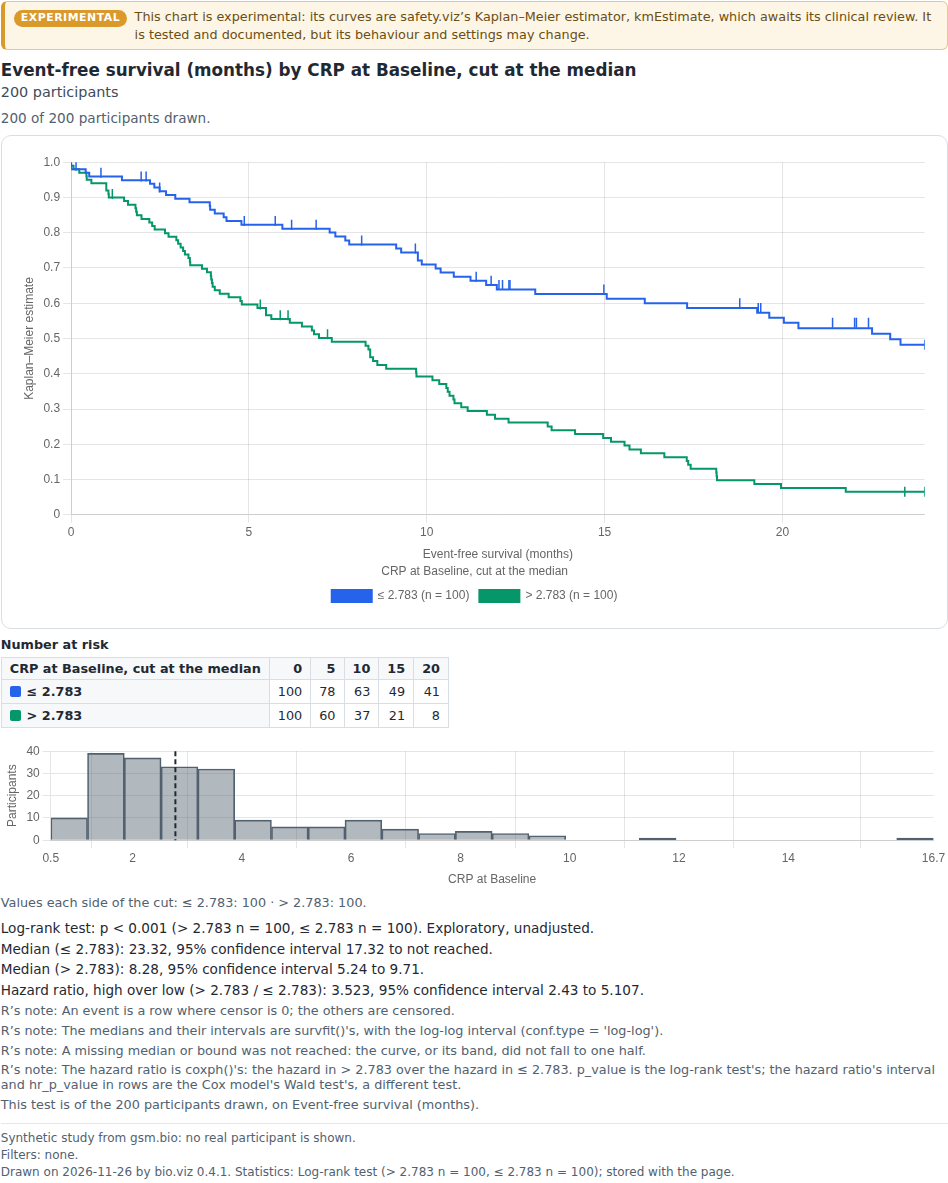 EXPERIMENTAL This chart is experimental: its curves are safety.viz’s Kaplan–Meier estimator, kmEstimate, which awaits its clinical review. It
is tested and documented, but its behaviour and settings may change.
Event-free survival (months) by CRP at Baseline, cut at the median
200 participants
200 of 200 participants drawn.
1.0
0.9
0.8
0.7
0.6
0.5
0.4
0.3
0.2
0.1
0
Kaplan–Meier estimate
0 5 10 15 20
Event-free survival (months)
CRP at Baseline, cut at the median
≤ 2.783 (n = 100) > 2.783 (n = 100)
Number at risk
CRP at Baseline, cut at the median 0 5 10 15 20
≤ 2.783 100 78 63 49 41
> 2.783 100 60 37 21 8
40
30
20
10
0
Participants
0.5 2 4 6 8 10 12 14 16.7
CRP at Baseline
Values each side of the cut: ≤ 2.783: 100 · > 2.783: 100.
Log-rank test: p < 0.001 (> 2.783 n = 100, ≤ 2.783 n = 100). Exploratory, unadjusted.
Median (≤ 2.783): 23.32, 95% confidence interval 17.32 to not reached.
Median (> 2.783): 8.28, 95% confidence interval 5.24 to 9.71.
Hazard ratio, high over low (> 2.783 / ≤ 2.783): 3.523, 95% confidence interval 2.43 to 5.107.
R’s note: An event is a row where censor is 0; the others are censored.
R’s note: The medians and their intervals are survfit()'s, with the log-log interval (conf.type = 'log-log').
R’s note: A missing median or bound was not reached: the curve, or its band, did not fall to one half.
R’s note: The hazard ratio is coxph()'s: the hazard in > 2.783 over the hazard in ≤ 2.783. p_value is the log-rank test's; the hazard ratio's interval
and hr_p_value in rows are the Cox model's Wald test's, a different test.
This test is of the 200 participants drawn, on Event-free survival (months).
Synthetic study from gsm.bio: no real participant is shown.
Filters: none.
Drawn on 2026-11-26 by bio.viz 0.4.1. Statistics: Log-rank test (> 2.783 n = 100, ≤ 2.783 n = 100); stored with the page.